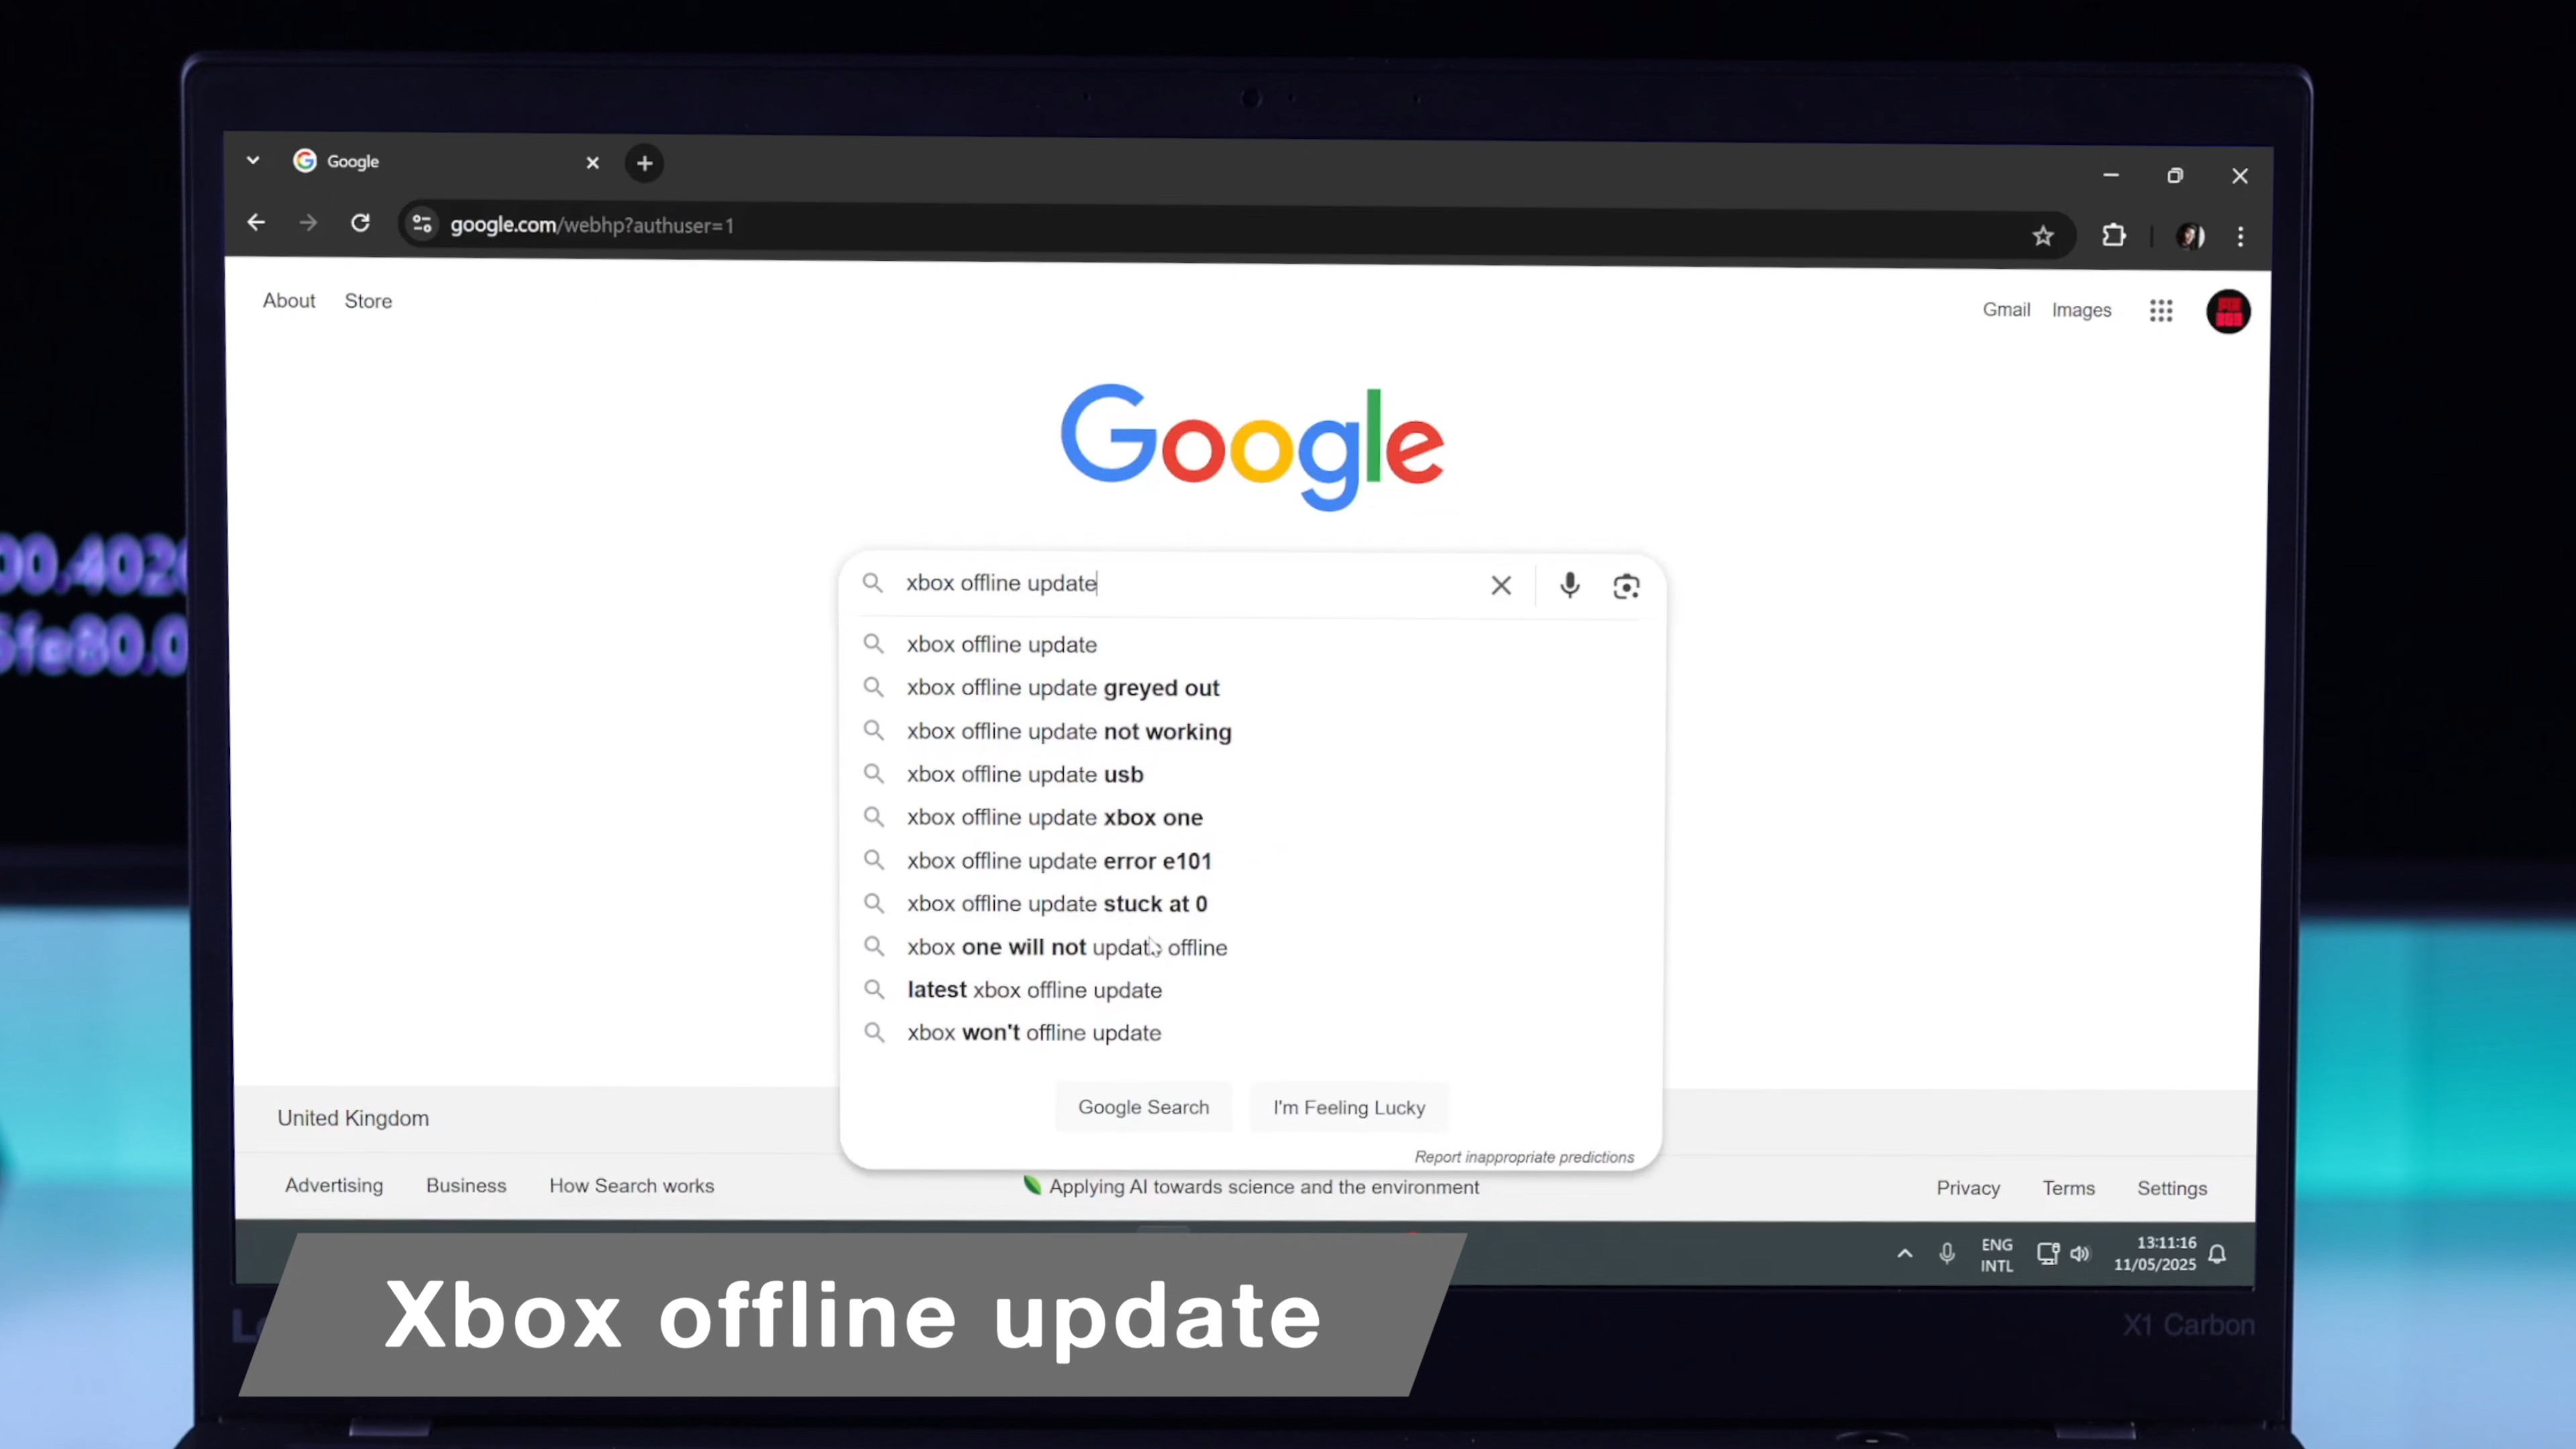 Google
google.com/webhp?authuser=1
About Store
Gmail Images
Google
xbox offline update
xbox offline update
xbox offline update greyed out
xbox offline update not working
xbox offline update usb
xbox offline update xbox one
xbox offline update error e101
xbox offline update stuck at 0
xbox one will not update offline
latest xbox offline update
xbox won't offline update
Google Search I'm Feeling Lucky
Report inappropriate predictions
United Kingdom
Advertising Business How Search works
Applying AI towards science and the environment
Privacy Terms Settings
ENG
INTL
13:11:16
11/05/2025
X1 Carbon
Xbox offline update